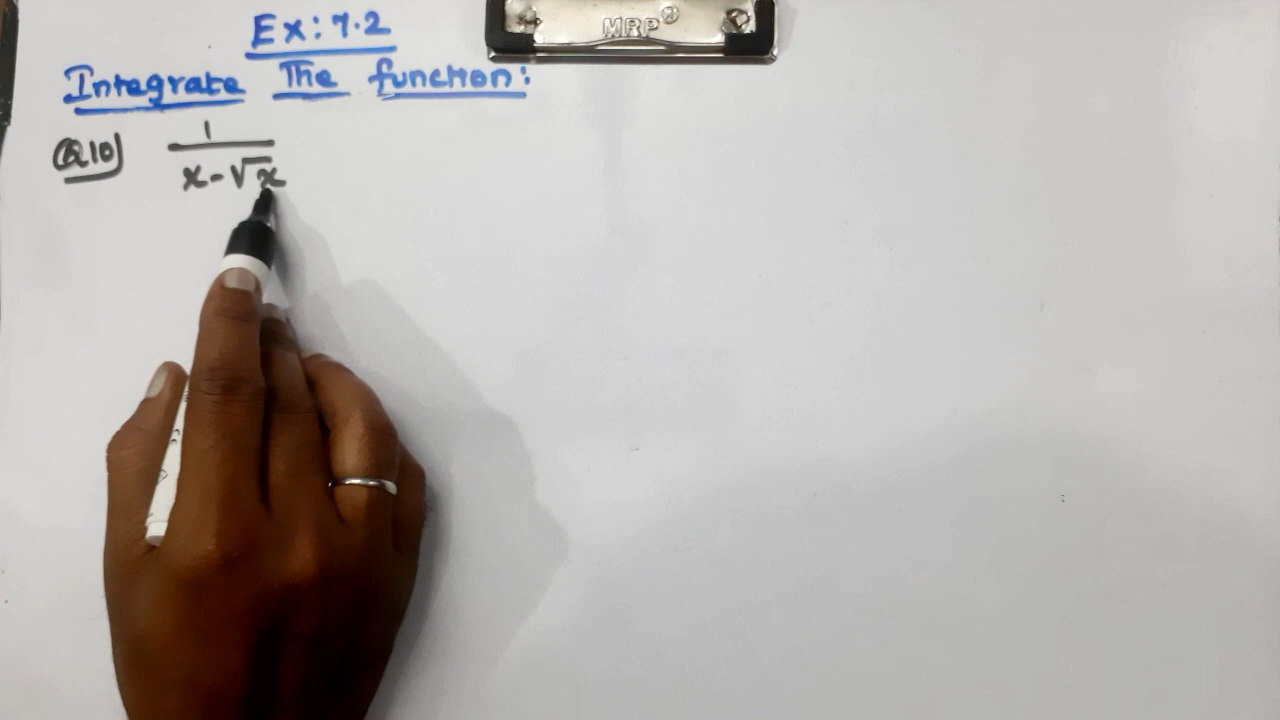 MRP®
Ex: 7.2
Integrate The function:
Q10) 1
x-√x